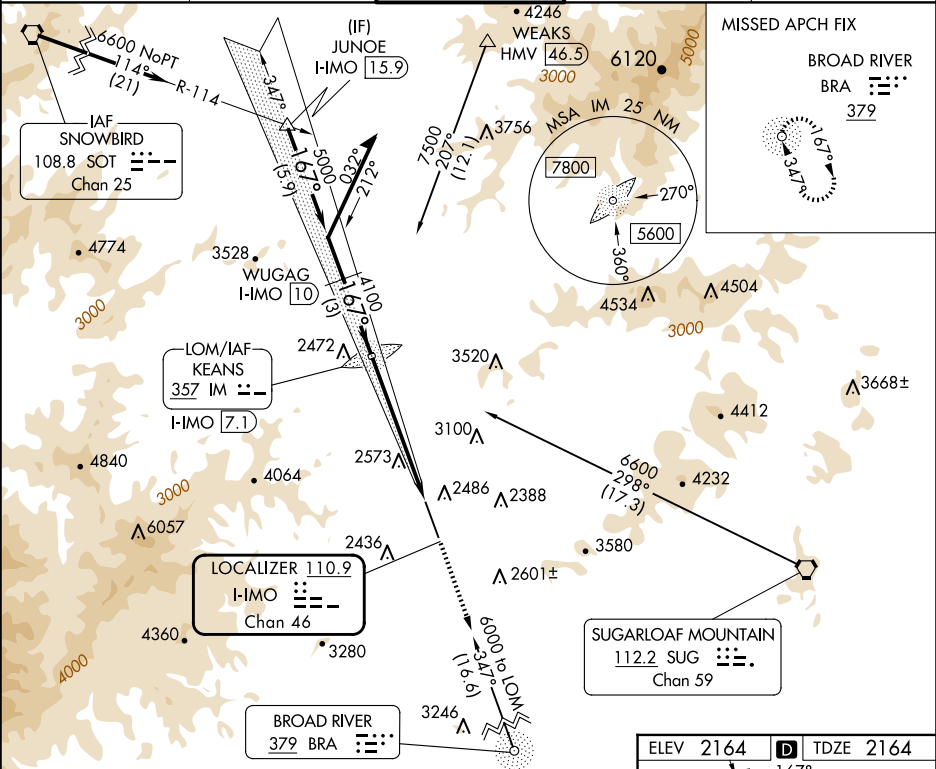 4246
WEAKS
HMV 46.5
3000
6120
5000
MISSED APCH FIX
BROAD RIVER
BRA
379
167°
347°
6600 NoPT
114°
(21)
R-114
(IF)
JUNOE
I-IMO 15.9
IAF
SNOWBIRD
108.8 SOT
Chan 25
347°
167°
(5.9)
5000
032°
212°
7500
207°
(12.1)
3756
MSA IM 25 NM
7800
270°
5600
360°
4774
3528
3000
WUGAG
I-IMO 10
4100
167°
(3)
4534
4504
3000
LOM/IAF
KEANS
357 IM
I-IMO 7.1
2472
3520
3668±
4412
3100
4840
4064
3000
2573
2486
2388
6600
298°
(17.3)
4232
6057
2436
3580
2601±
LOCALIZER 110.9
I-IMO
Chan 46
4360
3280
4000
6000 to LOM
347°
(16.6)
SUGARLOAF MOUNTAIN
112.2 SUG
Chan 59
BROAD RIVER
379 BRA
3246
ELEV 2164 D TDZE 2164
167°